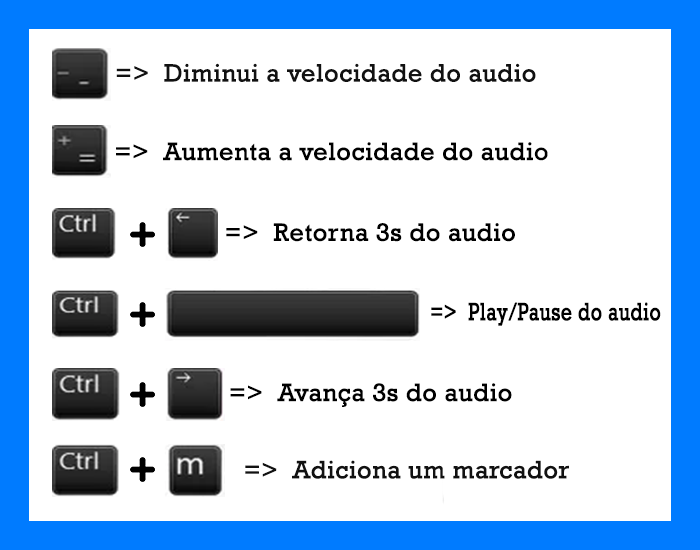 - _ => Diminui a velocidade do audio
+ = => Aumenta a velocidade do audio
Ctrl + ← => Retorna 3s do audio
Ctrl + => Play/Pause do audio
Ctrl + → => Avança 3s do audio
Ctrl + m => Adiciona um marcador